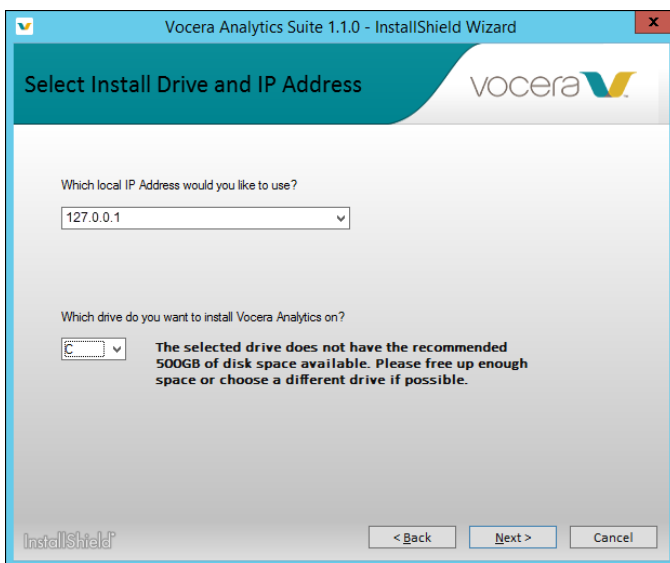 Vocera Analytics Suite 1.1.0 - InstallShield Wizard
x
Select Install Drive and IP Address
vocera
Which local IP Address would you like to use?
127.0.0.1
Which drive do you want to install Vocera Analytics on?
C
The selected drive does not have the recommended
500GB of disk space available. Please free up enough
space or choose a different drive if possible.
InstallShield
< Back
Next >
Cancel